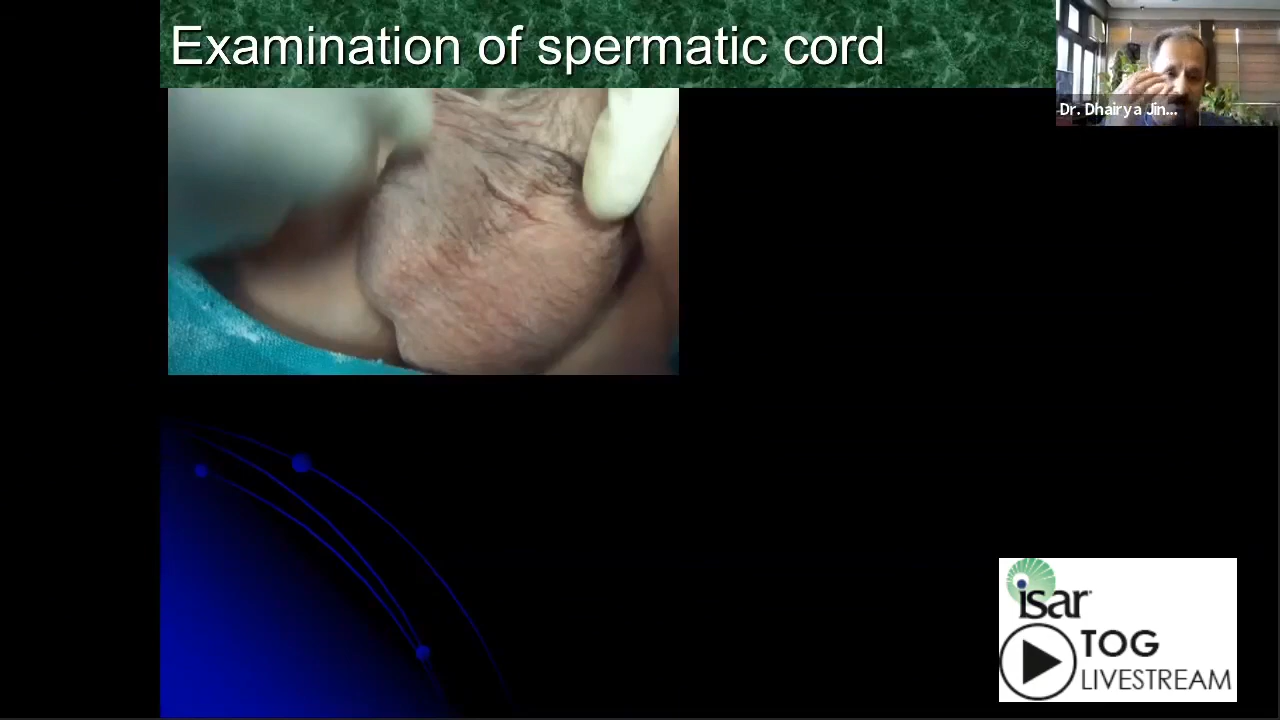 Examination of spermatic cord
Dr. Dhairya Jin...
isar
TOG
LIVESTREAM